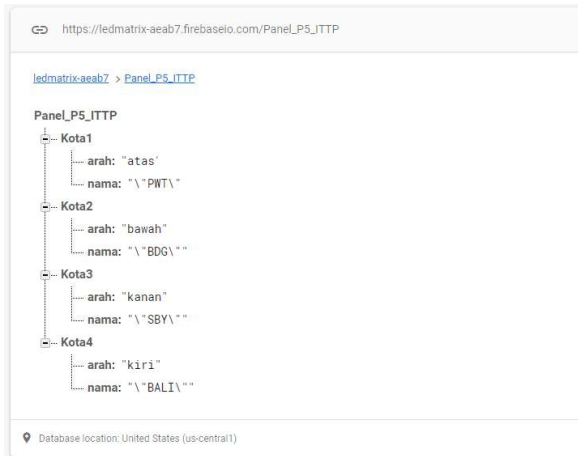 https://ledmatrix-aeab7.firebaseio.com/Panel_P5_ITTP
ledmatrix-aeab7 > Panel_P5_ITTP
Panel_P5_ITTP
Kota1
arah: "atas'
nama: "\"PWT\"
Kota2
arah: "bawah"
nama: "\"BDG\""
Kota3
arah: "kanan"
nama: "\"SBY\""
Kota4
arah: "kiri"
nama: "\"BALI\""
Database location: United States (us-central1)